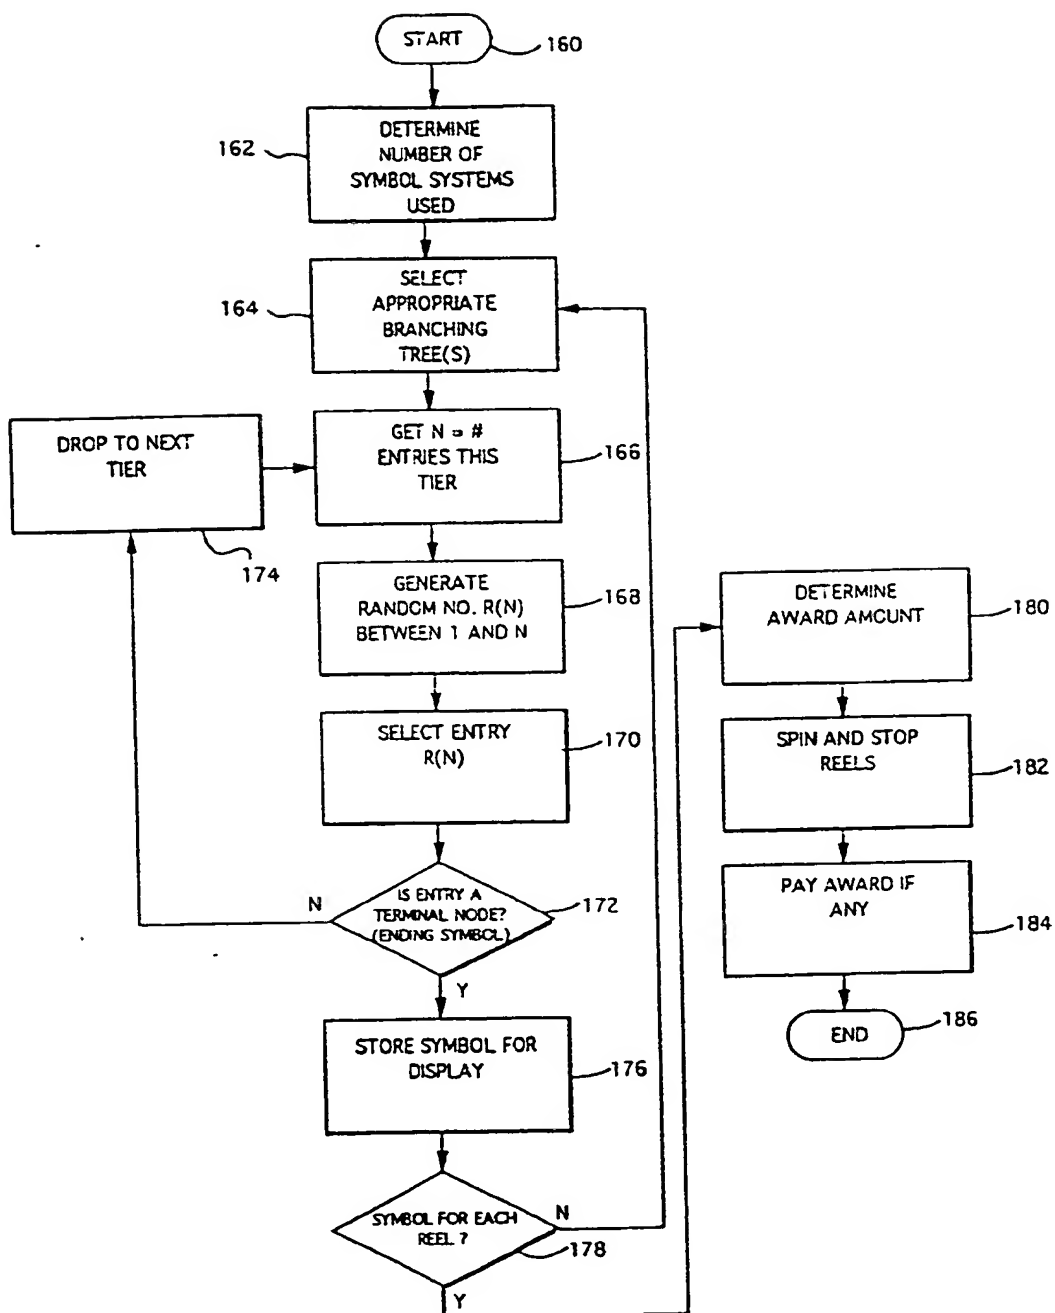 START
160
DETERMINE
NUMBER OF
SYMBOL SYSTEMS
USED
162
SELECT
APPROPRIATE
BRANCHING
TREE(S)
164
DROP TO NEXT
TIER
174
GET N = #
ENTRIES THIS
TIER
166
GENERATE
RANDOM NO. R(N)
BETWEEN 1 AND N
168
SELECT ENTRY
R(N)
170
IS ENTRY A
TERMINAL NODE?
(ENDING SYMBOL)
172
N
Y
STORE SYMBOL FOR
DISPLAY
176
SYMBOL FOR EACH
REEL ?
178
N
Y
DETERMINE
AWARD AMOUNT
180
SPIN AND STOP
REELS
182
PAY AWARD IF
ANY
184
END
186